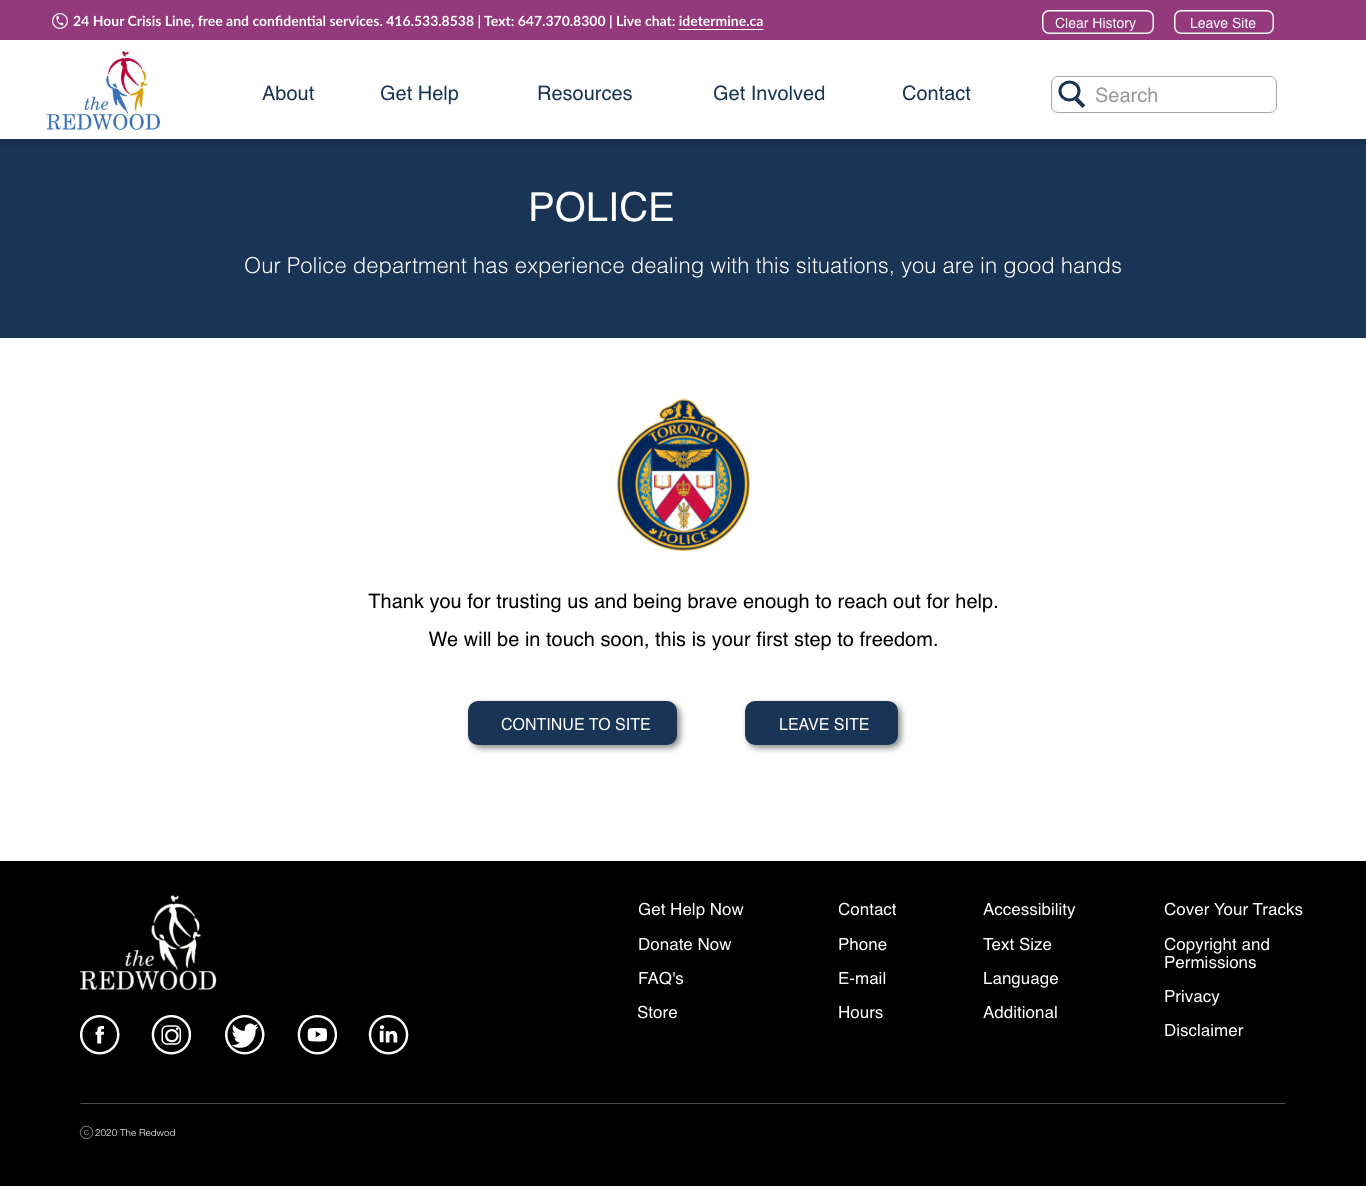 24 Hour Crisis Line, free and confidential services. 416.533.8538 | Text: 647.370.8300 | Live chat: idetermine.ca
Clear History
Leave Site
the
REDWOOD
About
Get Help
Resources
Get Involved
Contact
Search
POLICE
Our Police department has experience dealing with this situations, you are in good hands
TORONTO
POLICE
Thank you for trusting us and being brave enough to reach out for help.
We will be in touch soon, this is your first step to freedom.
CONTINUE TO SITE
LEAVE SITE
the
REDWOOD
Get Help Now
Donate Now
FAQ's
Store
Contact
Phone
E-mail
Hours
Accessibility
Text Size
Language
Additional
Cover Your Tracks
Copyright and
Permissions
Privacy
Disclaimer
f
in
© 2020 The Redwod